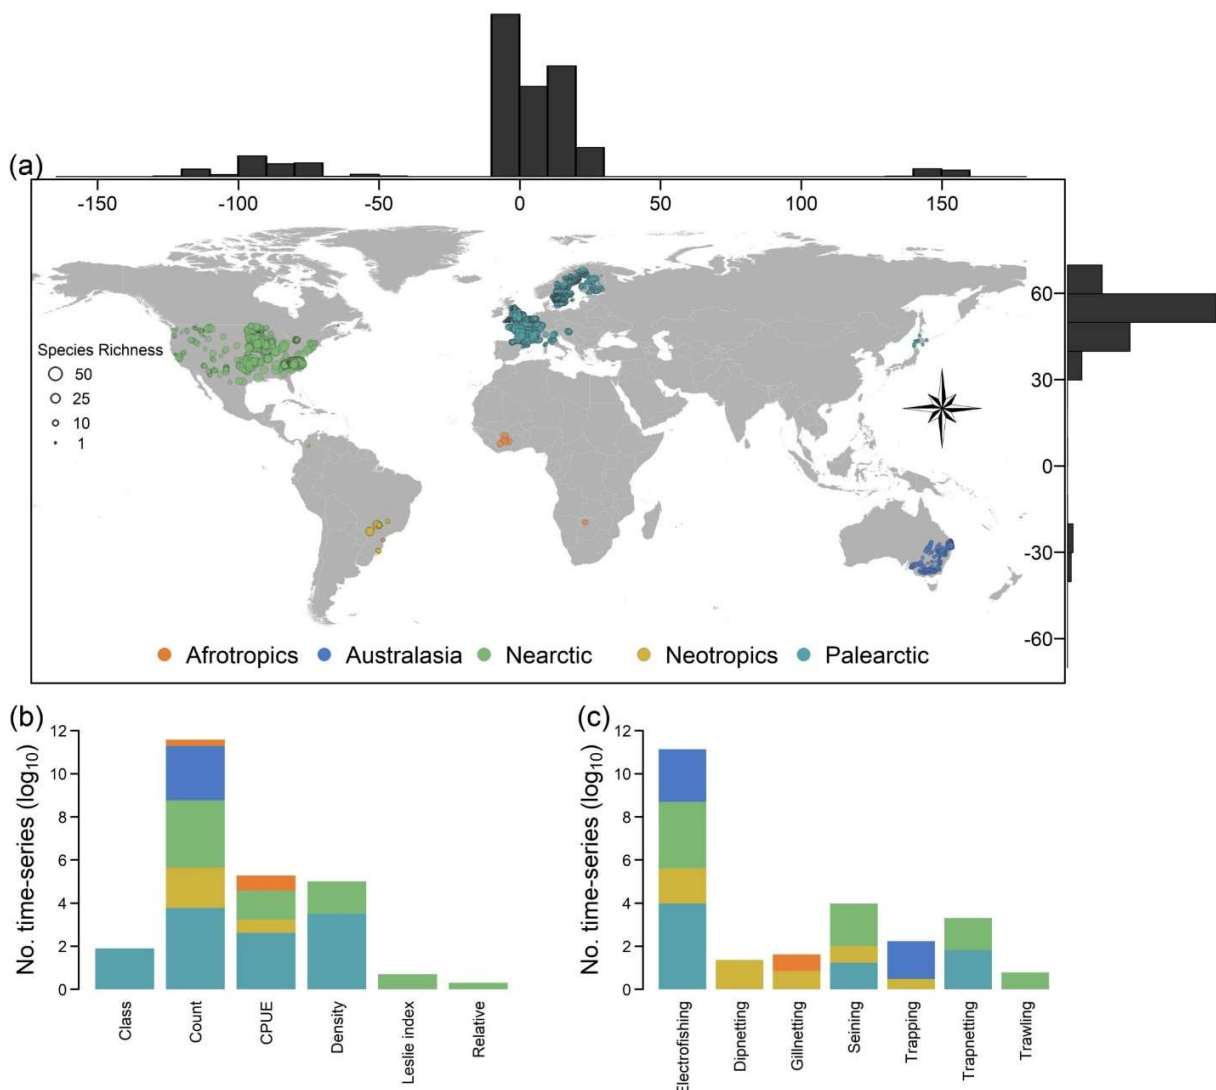 (a)
-150 -100 -50 0 50 100 150
60
30
0
-30
-60
Species Richness
50
25
10
1
Afrotropics Australasia Nearctic Neotropics Palearctic
(b)
No. time-series (log10)
12
10
8
6
4
2
0
Class
Count
CPUE
Density
Leslie index
Relative
(c)
No. time-series (log10)
12
10
8
6
4
2
0
Electrofishing
Dipnetting
Gillnetting
Seining
Trapping
Trapnetting
Trawling